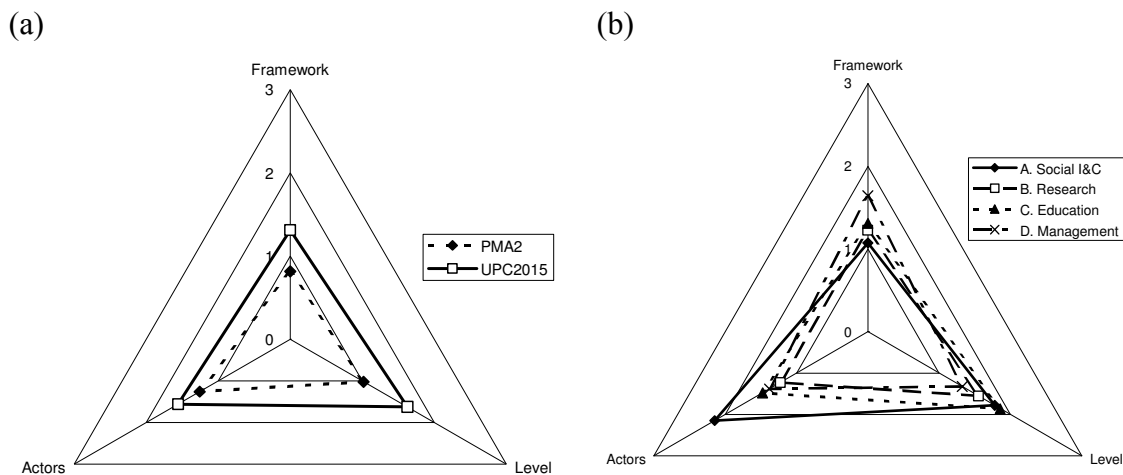 (a)
Framework
3
2
1
0
Actors
Level
PMA2
UPC2015
(b)
Framework
3
2
1
0
Actors
Level
A. Social I&C
B. Research
C. Education
D. Management